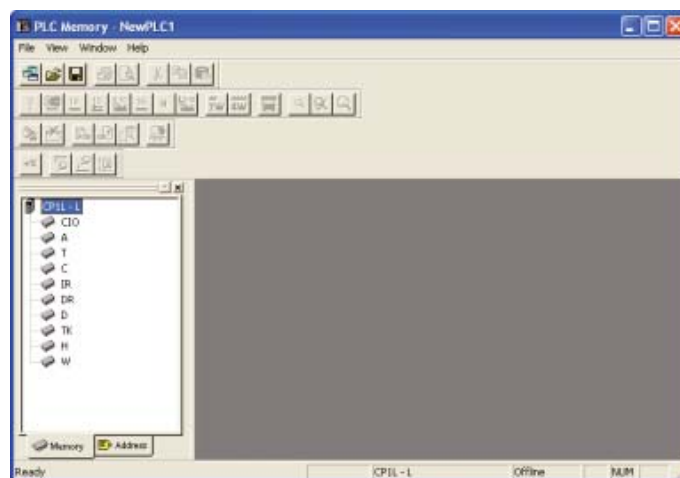 PLC Memory - NewPLC1
File View Window Help
CP1L - L
CIO
A
T
C
IR
DR
D
TK
H
W
Memory Address
Ready CP1L - L Offline NUM